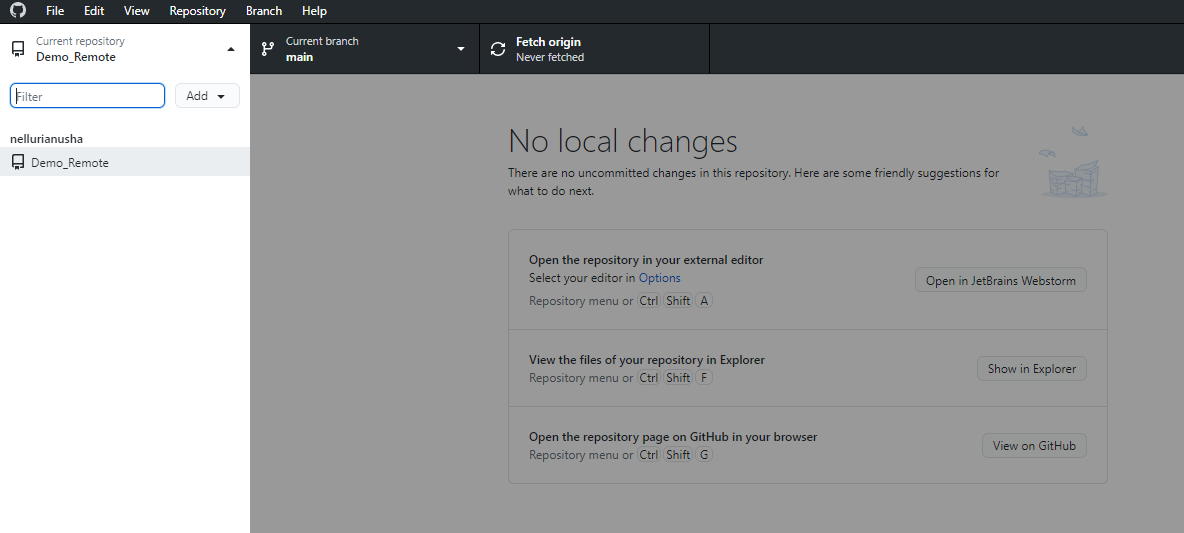 File Edit View Repository Branch Help
Current repository
Demo_Remote
Current branch
main
Fetch origin
Never fetched
Filter
Add
nellurianusha
Demo_Remote
No local changes
There are no uncommitted changes in this repository. Here are some friendly suggestions for
what to do next.
Open the repository in your external editor
Select your editor in Options
Repository menu or Ctrl Shift A
Open in JetBrains Webstorm
View the files of your repository in Explorer
Repository menu or Ctrl Shift F
Show in Explorer
Open the repository page on GitHub in your browser
Repository menu or Ctrl Shift G
View on GitHub